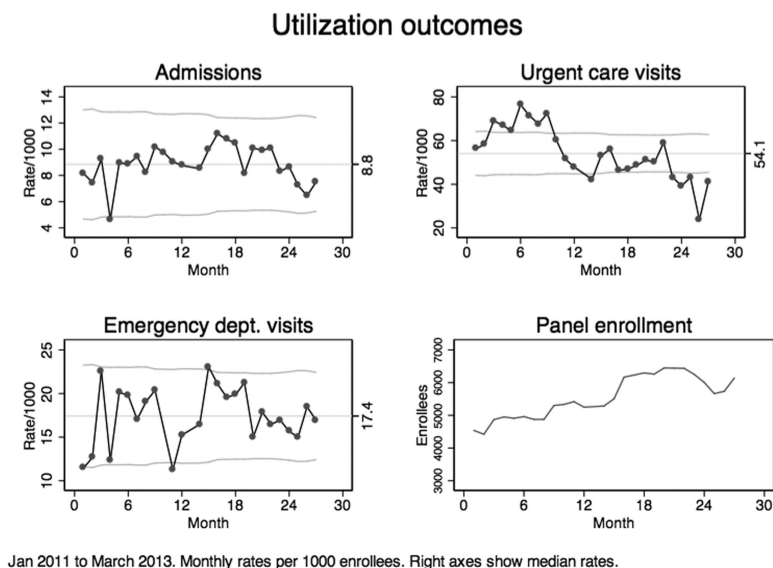 Utilization outcomes
Admissions
Rate/1000
14
12
10
8
6
4
8.8
0 6 12 18 24 30
Month
Urgent care visits
Rate/1000
80
60
40
20
54.1
0 6 12 18 24 30
Month
Emergency dept. visits
Rate/1000
25
20
15
10
17.4
0 6 12 18 24 30
Month
Panel enrollment
Enrollees
7000
6000
5000
4000
3000
0 6 12 18 24 30
Month
Jan 2011 to March 2013. Monthly rates per 1000 enrollees. Right axes show median rates.